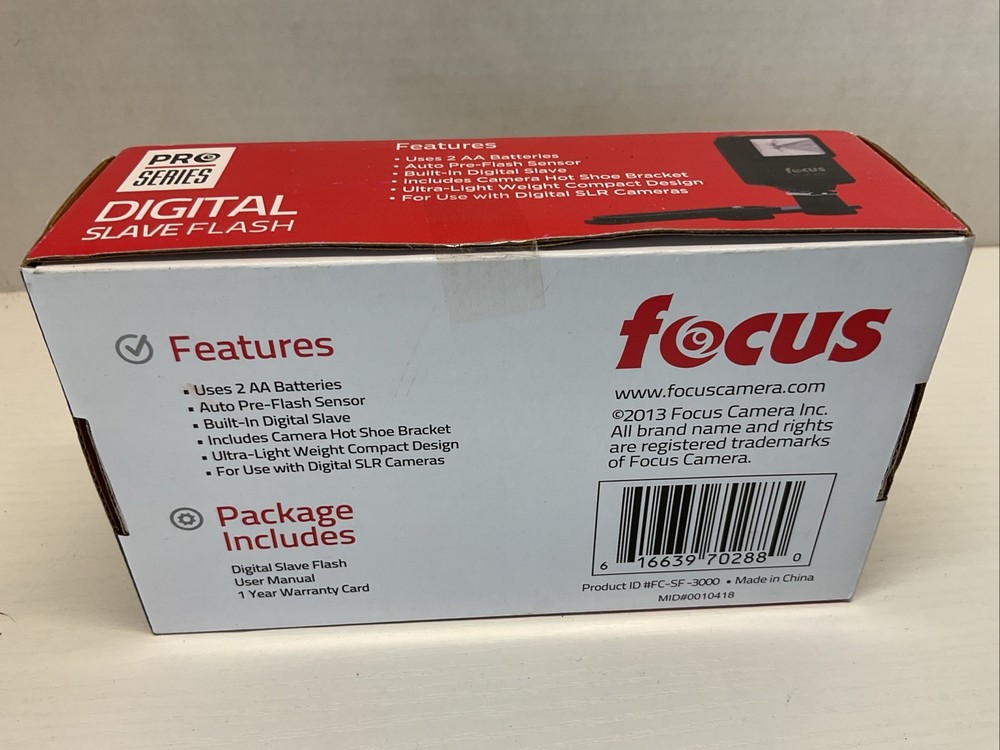 PRO
SERIES
DIGITAL
SLAVE FLASH
Features
• Uses 2 AA Batteries
• Auto Pre-Flash Sensor
• Built-In Digital Slave
• Includes Camera Hot Shoe Bracket
• Ultra-Light Weight Compact Design
• For Use with Digital SLR Cameras
focus
Features
▪ Uses 2 AA Batteries
▪ Auto Pre-Flash Sensor
▪ Built-In Digital Slave
▪ Includes Camera Hot Shoe Bracket
▪ Ultra-Light Weight Compact Design
▪ For Use with Digital SLR Cameras
Package
Includes
Digital Slave Flash
User Manual
1 Year Warranty Card
focus
www.focuscamera.com
©2013 Focus Camera Inc.
All brand name and rights
are registered trademarks
of Focus Camera.
6 16639 70288 0
Product ID #FC-SF-3000 • Made in China
MID#0010418